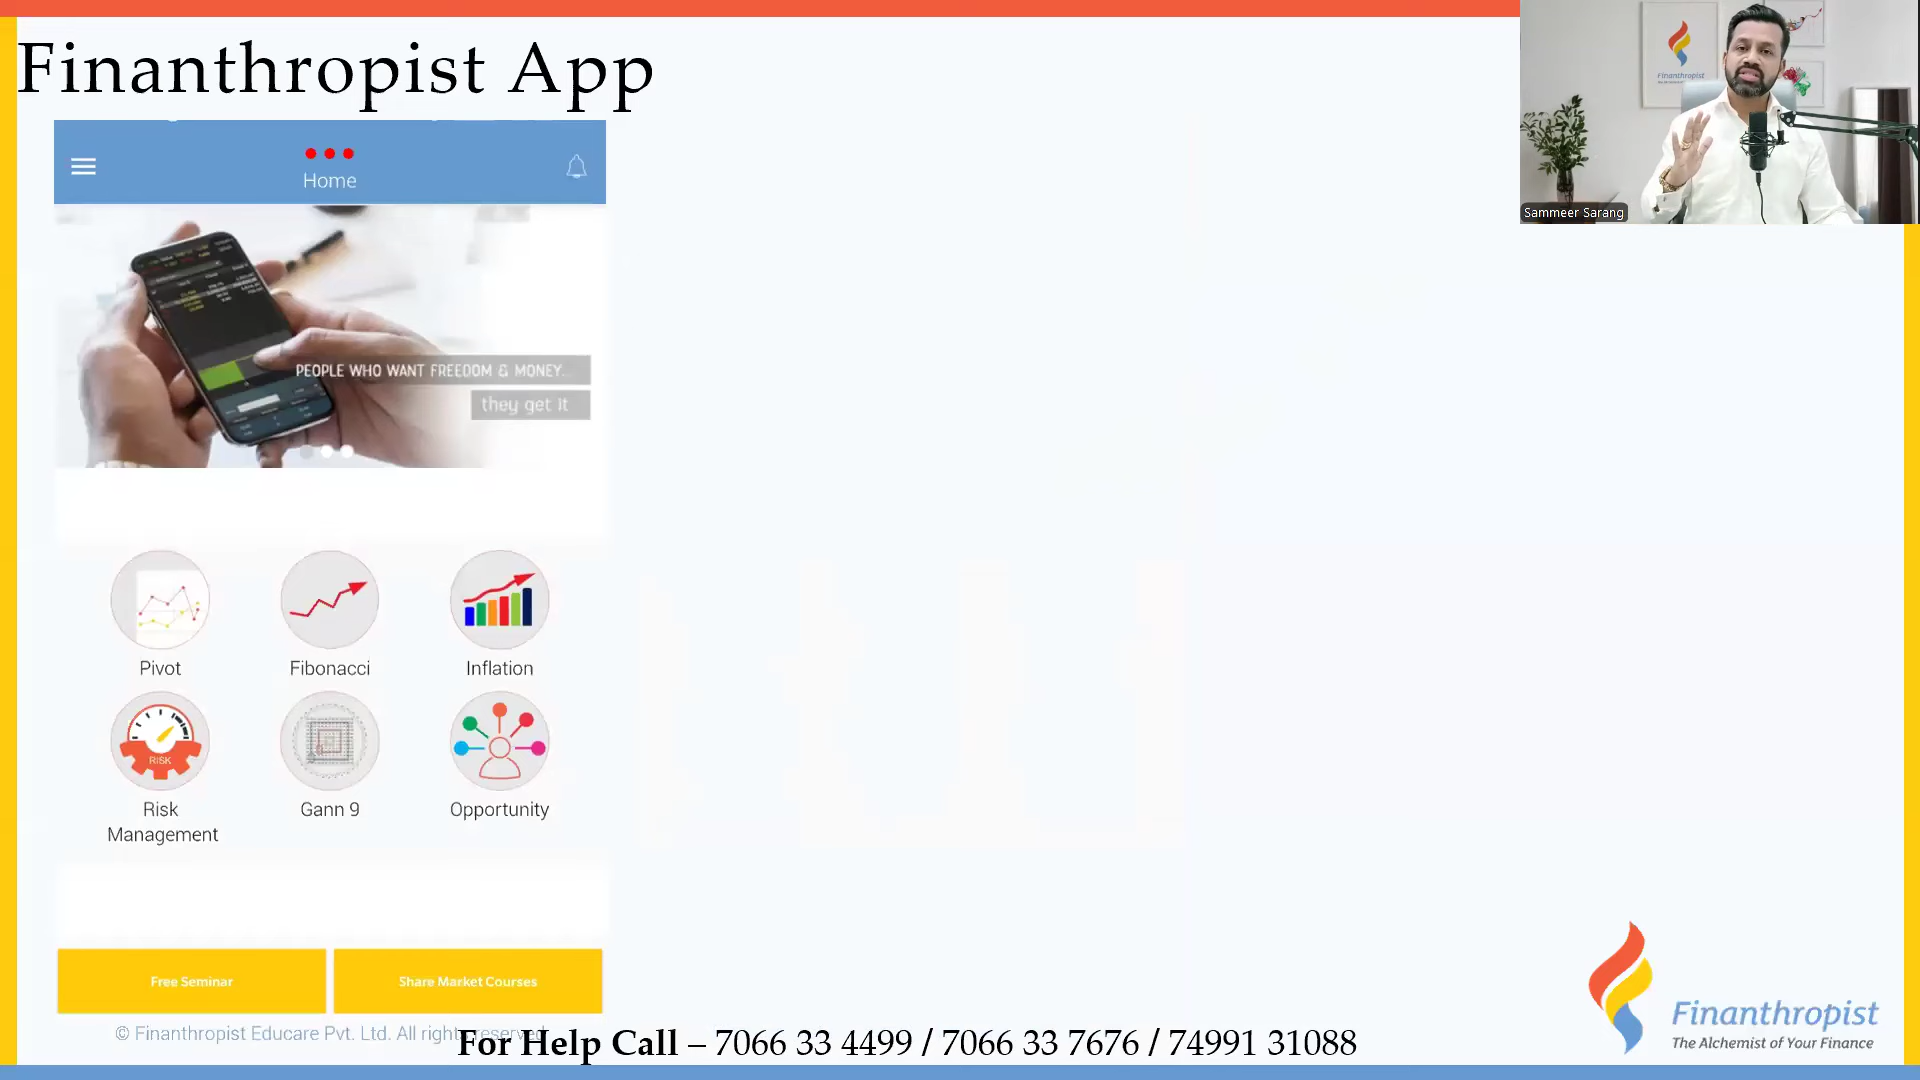 Finanthropist App
Finanthropist
Sammeer Sarang
Home
PEOPLE WHO WANT FREEDOM & MONEY...
they get it
Pivot
Fibonacci
Inflation
RISK
Risk Management
Gann 9
Opportunity
Free Seminar
Share Market Courses
© Finanthropist Educare Pvt. Ltd. All rights reserved
For Help Call – 7066 33 4499 / 7066 33 7676 / 74991 31088
Finanthropist
The Alchemist of Your Finance